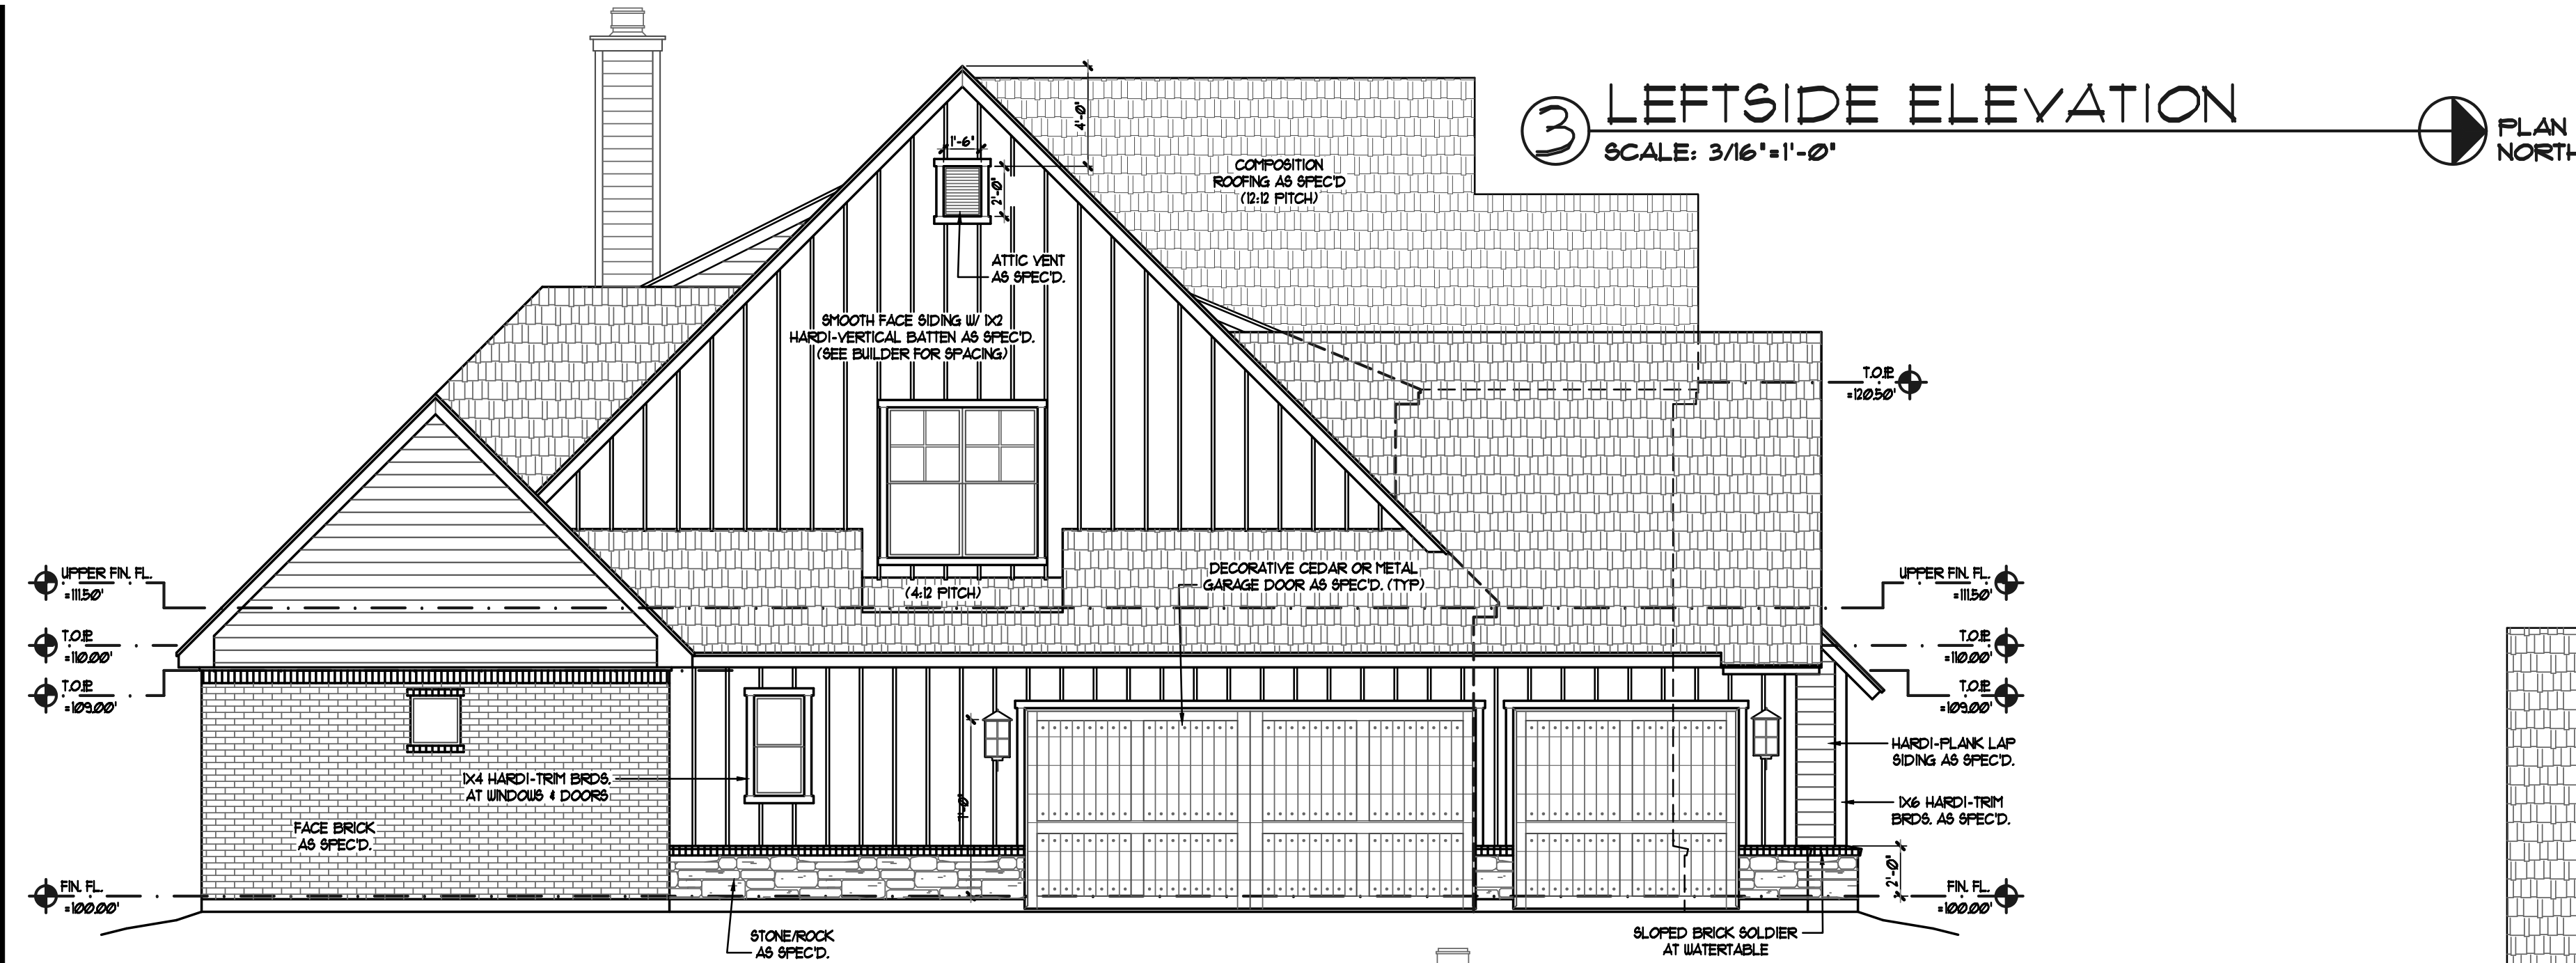 3
LEFTSIDE ELEVATION
SCALE: 3/16"=1'-0"
PLAN
NORTH
4'-0"
1'-6"
2'-0"
COMPOSITION
ROOFING AS SPEC'D
(12:12 PITCH)
ATTIC VENT
AS SPEC'D.
SMOOTH FACE SIDING W/ 1X2
HARDI-VERTICAL BATTEN AS SPEC'D.
(SEE BUILDER FOR SPACING)
T.O.P.
=120.50'
DECORATIVE CEDAR OR METAL
GARAGE DOOR AS SPEC'D. (TYP)
(4:12 PITCH)
UPPER FIN. FL.
=111.50'
T.O.P.
=110.00'
T.O.P.
=109.00'
UPPER FIN. FL.
=111.50'
T.O.P.
=110.00'
T.O.P.
=109.00'
HARDI-PLANK LAP
SIDING AS SPEC'D.
1X4 HARDI-TRIM BRDS.
AT WINDOWS & DOORS
7'-0"
1X6 HARDI-TRIM
BRDS. AS SPEC'D.
FACE BRICK
AS SPEC'D.
2'-0"
FIN. FL.
=100.00'
FIN. FL.
=100.00'
STONE/ROCK
AS SPEC'D.
SLOPED BRICK SOLDIER
AT WATERTABLE